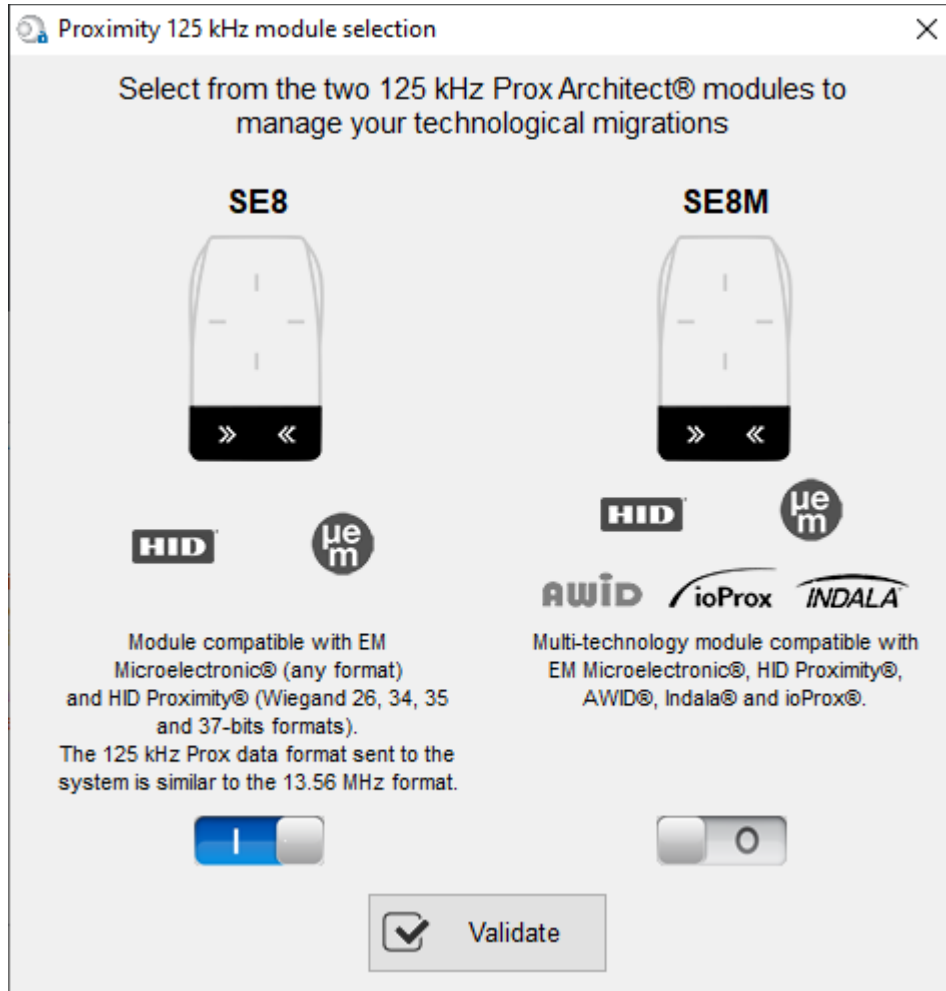 Proximity 125 kHz module selection
Select from the two 125 kHz Prox Architect® modules to
manage your technological migrations
SE8
HID
µem
Module compatible with EM
Microelectronic® (any format)
and HID Proximity® (Wiegand 26, 34, 35
and 37-bits formats).
The 125 kHz Prox data format sent to the
system is similar to the 13.56 MHz format.
SE8M
HID
µem
AWID ioProx INDALA
Multi-technology module compatible with
EM Microelectronic®, HID Proximity®,
AWID®, Indala® and ioProx®.
I
O
Validate